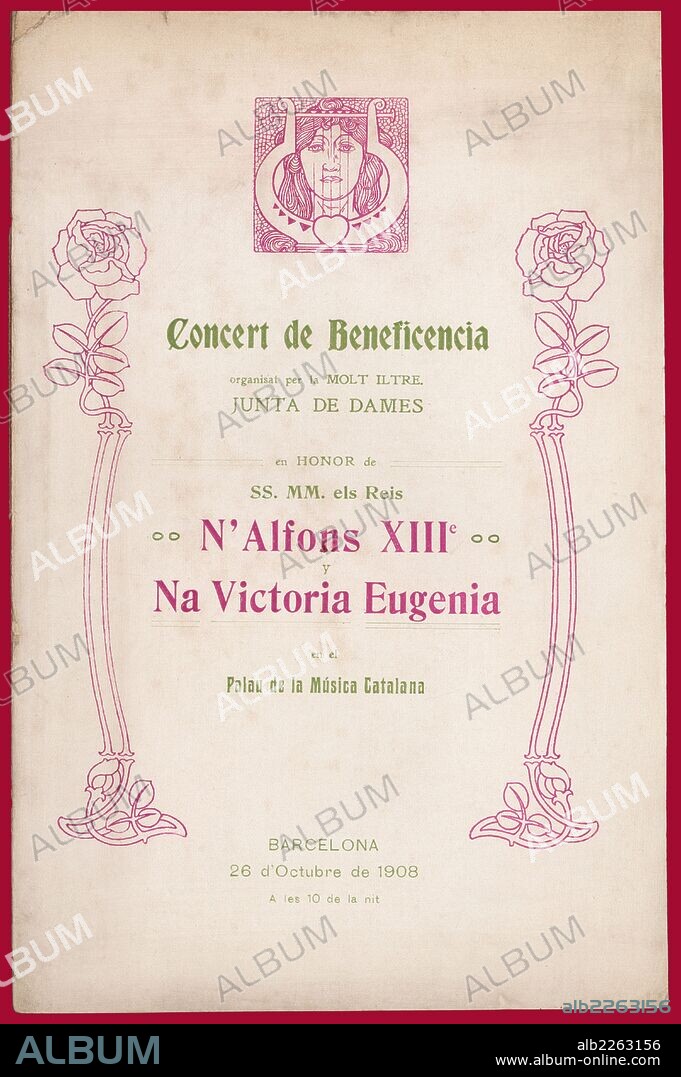 Concert de Beneficencia
organisat per la MOLT ILTRE.
JUNTA DE DAMES
en HONOR de
SS. MM. els Reis
N'Alfons XIIIe
y
Na Victoria Eugenia
en el
Palau de la Música Catalana
BARCELONA
26 d'Octubre de 1908
A les 10 de la nit
alb2263156
ALBUM
alb2263156
www.album-online.com